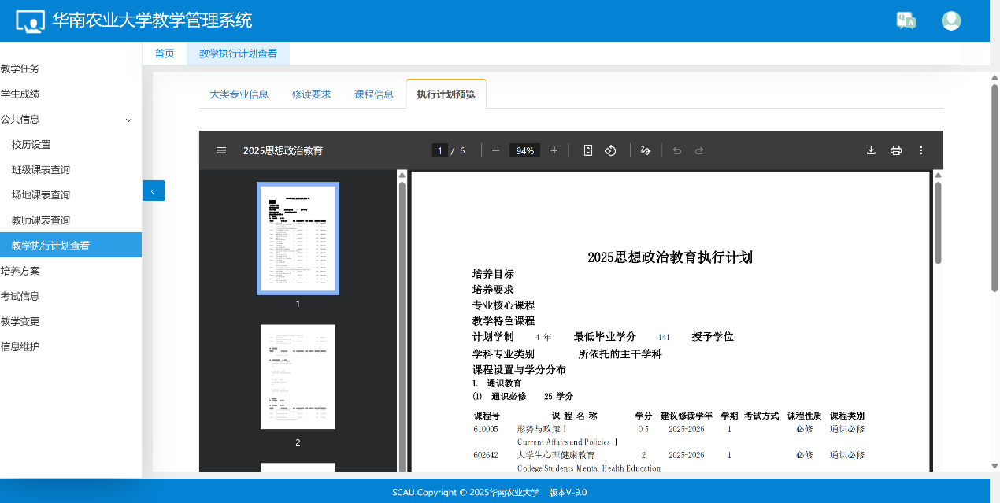 华南农业大学教学管理系统
首页
教学执行计划查看
教学任务
学生成绩
公共信息
校历设置
班级课表查询
场地课表查询
教师课表查询
教学执行计划查看
培养方案
考试信息
教学变更
信息维护
大类专业信息
修读要求
课程信息
执行计划预览
2025思想政治教育
1 / 6
94%
1
2
2025思想政治教育执行计划
培养目标
培养要求
专业核心课程
教学特色课程
计划学制 4 年 最低毕业学分 141 授予学位
学科专业类别 所依托的主干学科
课程设置与学分分布
1. 通识教育
(1) 通识必修 25 学分
课程号 课 程 名 称 学分 建议修读学年 学期 考试方式 课程性质 课程类别
610005 形势与政策Ⅰ 0.5 2025-2026 1 必修 通识必修
Current Affairs and Policies Ⅰ
602642 大学生心理健康教育 2 2025-2026 1 必修 通识必修
College Students Mental Health Education
SCAU Copyright © 2025华南农业大学 版本V-9.0